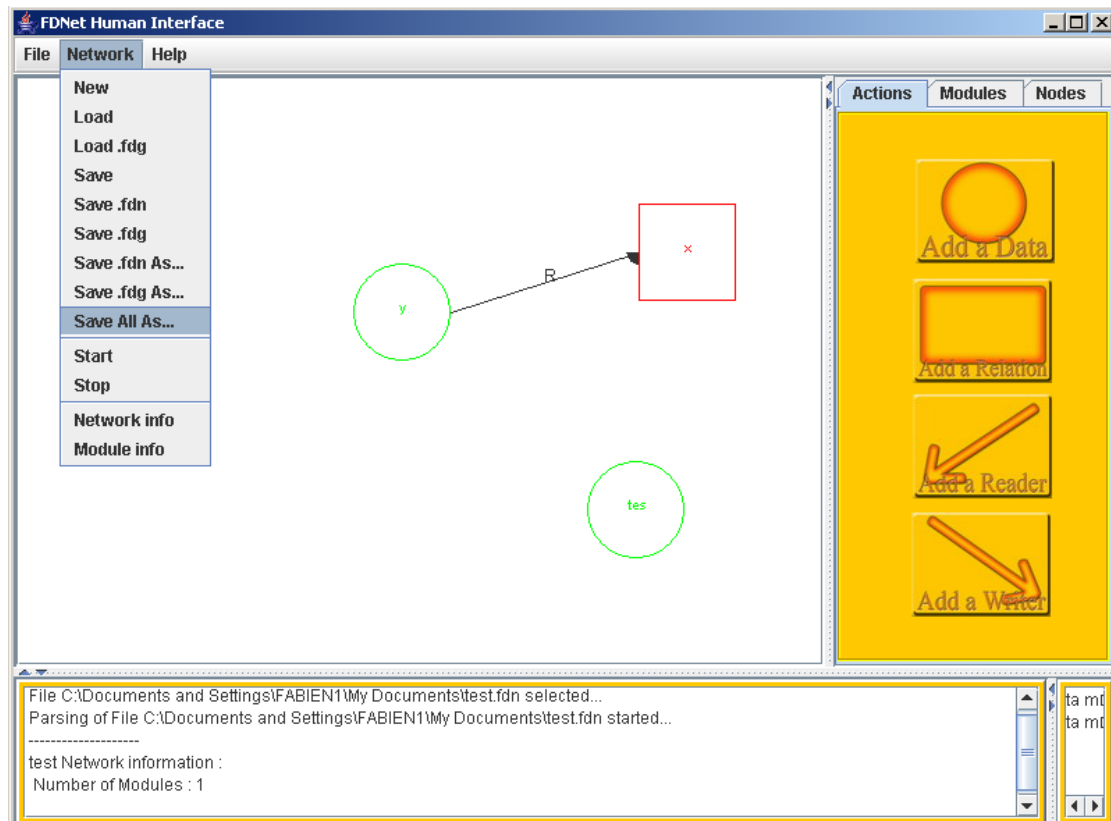 FDNet Human Interface
File Network Help
New
Load
Load .fdg
Save
Save .fdn
Save .fdg
Save .fdn As...
Save .fdg As...
Save All As...
Start
Stop
Network info
Module info
R
x
y
tes
Actions Modules Nodes
Add a Data
Add a Relation
Add a Reader
Add a Writer
File C:\Documents and Settings\FABIEN1\My Documents\test.fdn selected...
Parsing of File C:\Documents and Settings\FABIEN1\My Documents\test.fdn started...
--------------------
test Network information :
Number of Modules : 1
ta
ta